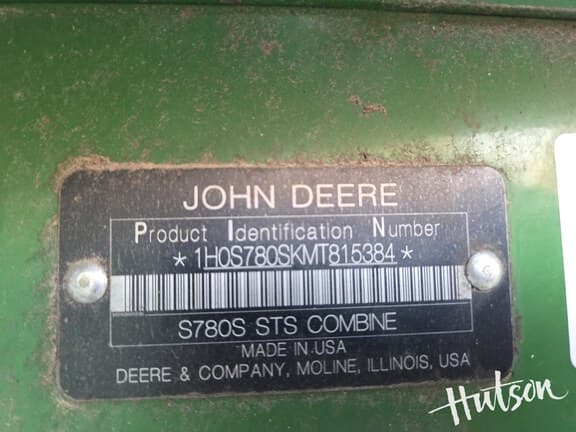 JOHN DEERE
Product Identification Number
* 1H0S780SKMT815384 *
S780S STS COMBINE
MADE IN USA
DEERE & COMPANY, MOLINE, ILLINOIS, USA
Hutson